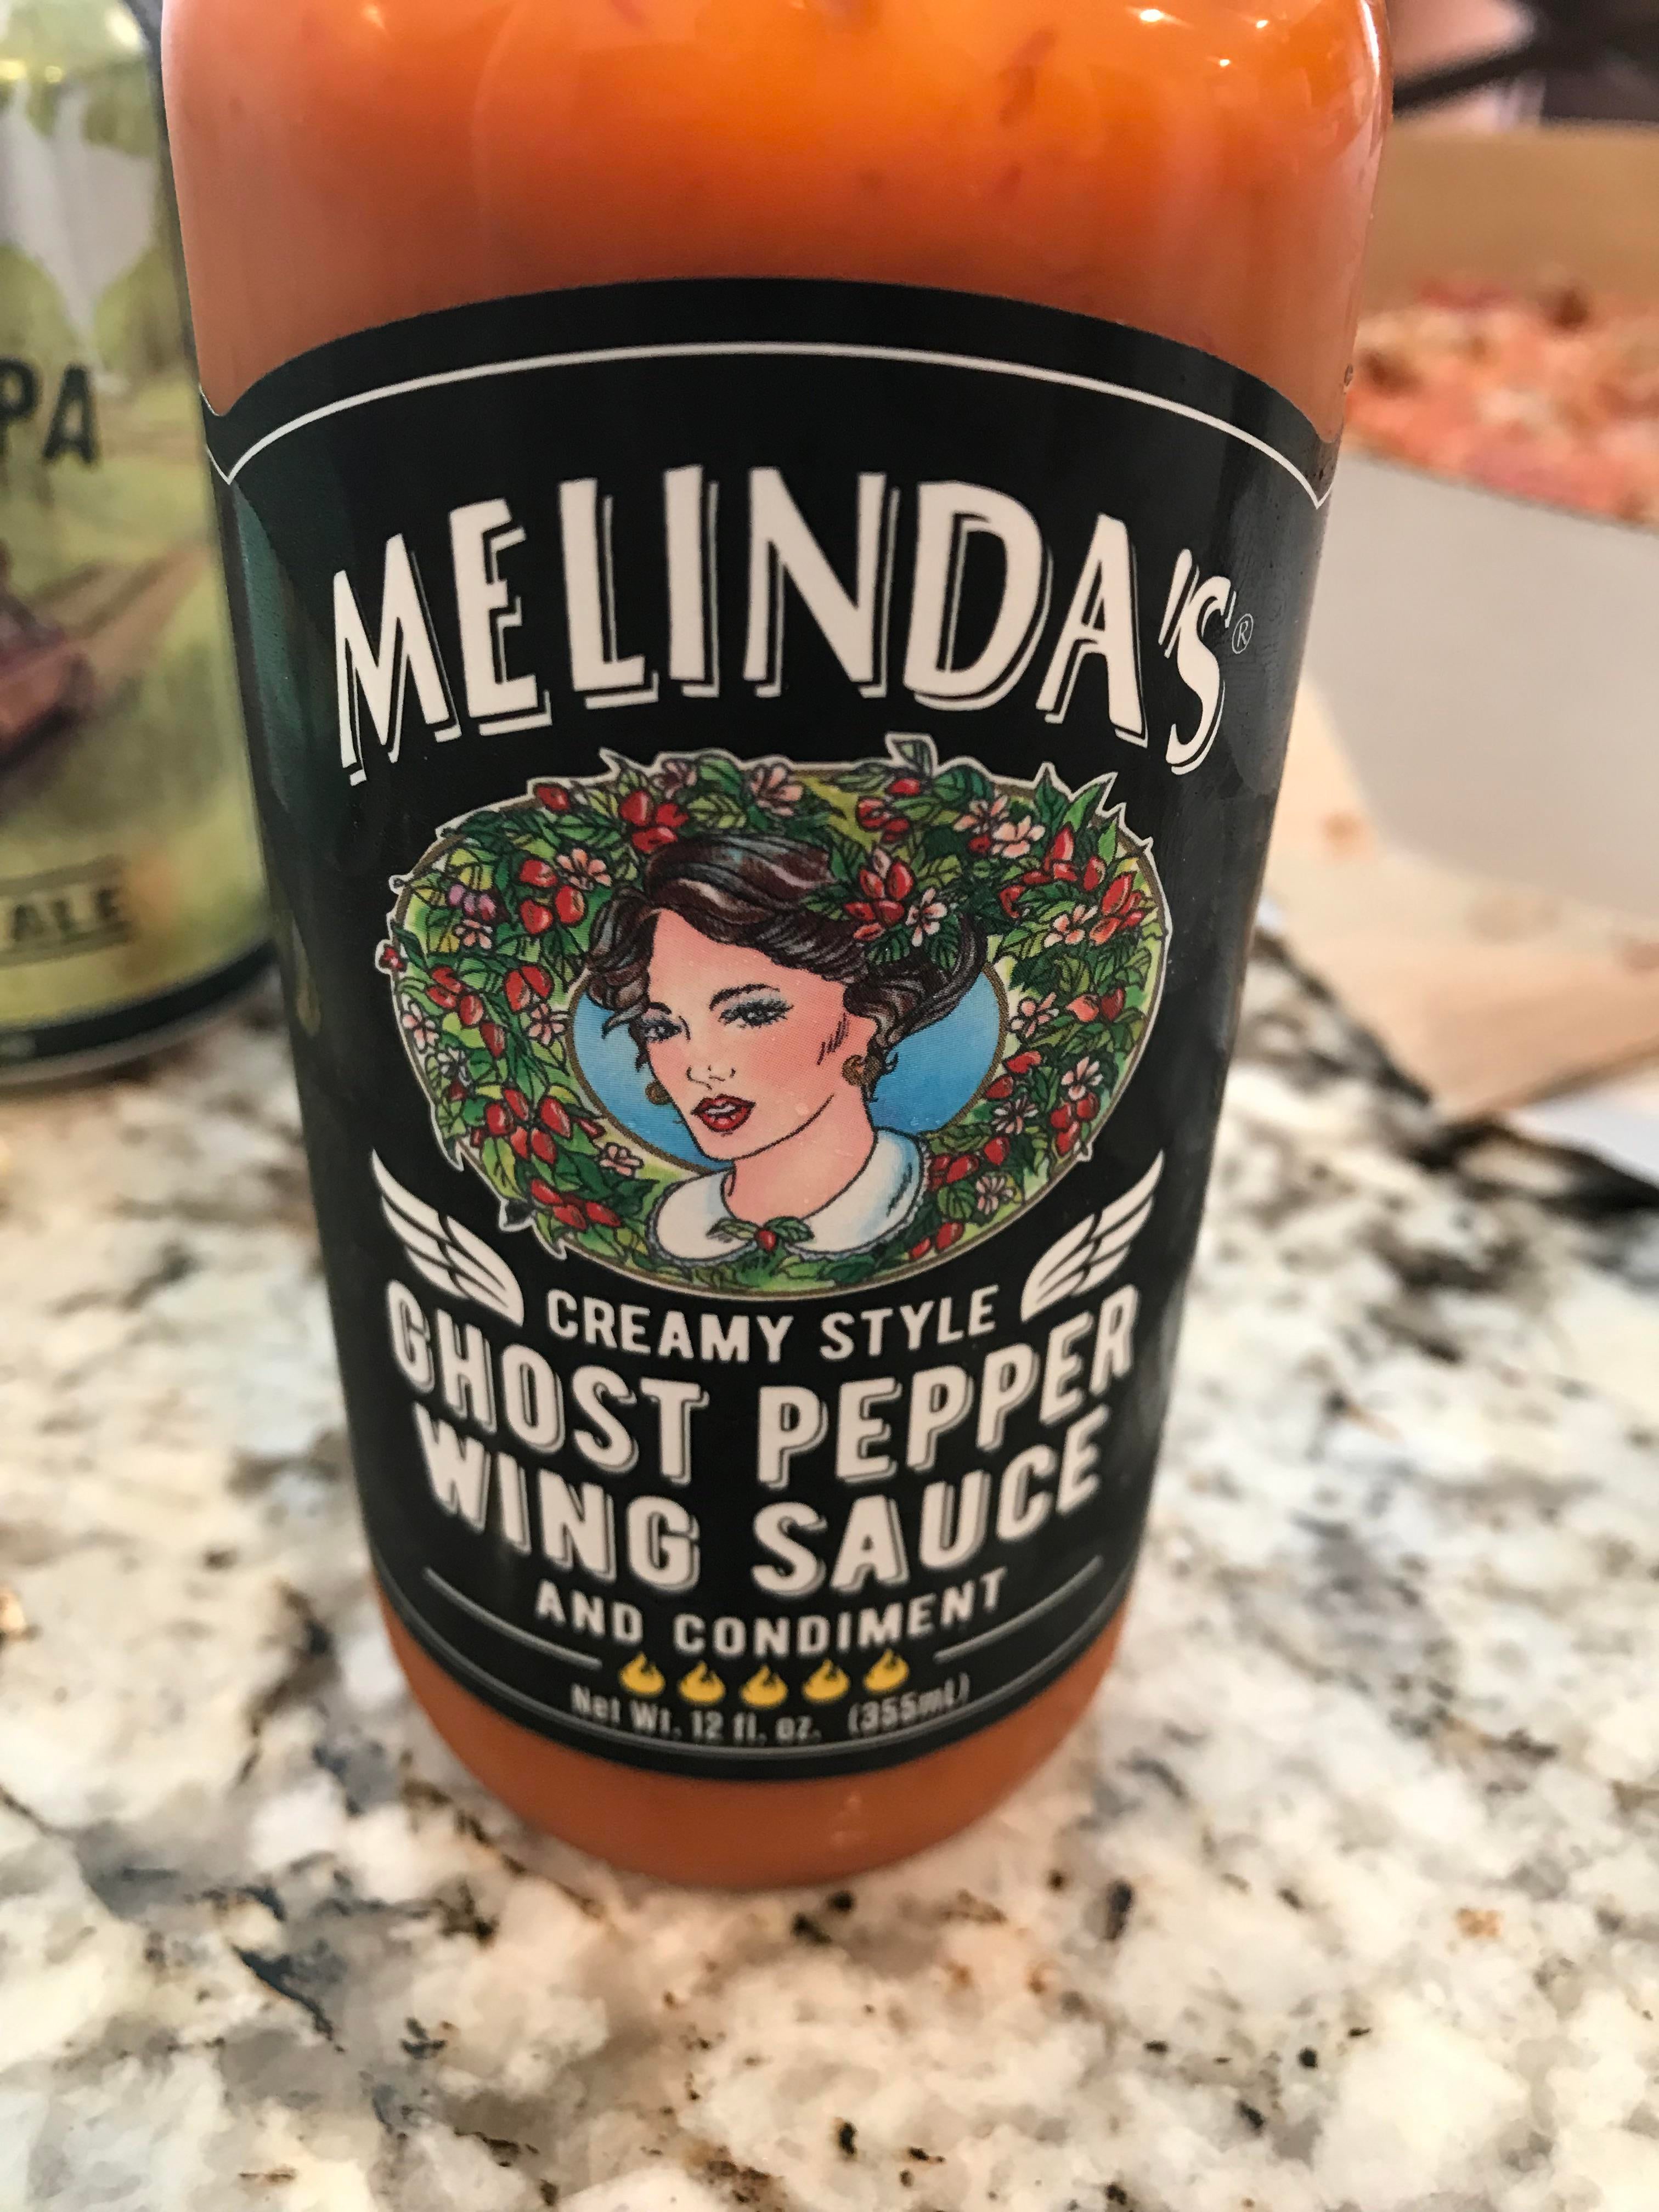 PA
ALE
MELINDA'S®
CREAMY STYLE
GHOST PEPPER
WING SAUCE
AND CONDIMENT
Net Wt. 12 fl. oz. (355mL)